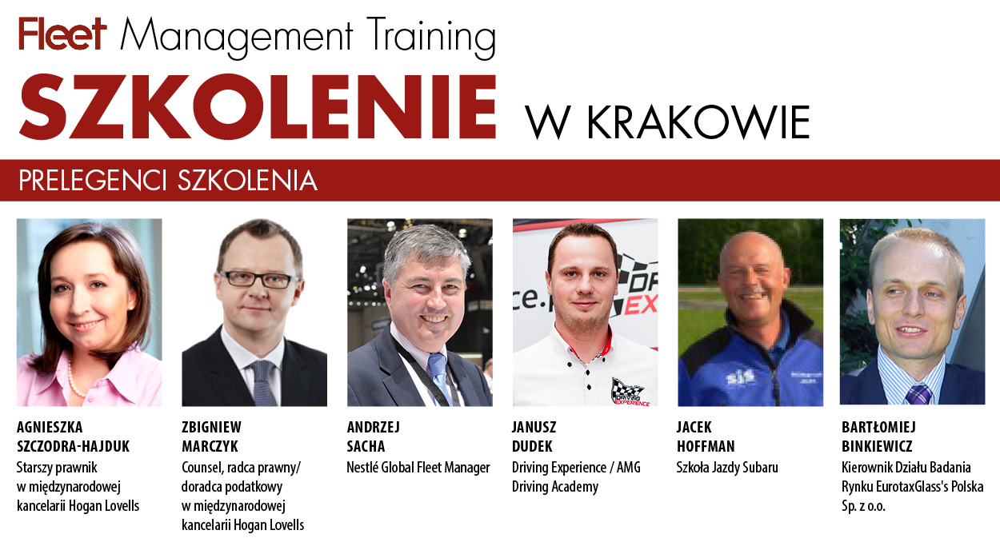 Fleet Management Training
SZKOLENIE W KRAKOWIE
PRELEGENCI SZKOLENIA
ce.p
DRI
EXP
DRIVING
EXPERIENCE
sjs
AGNIESZKA
SZCZODRA-HAJDUK
Starszy prawnik
w międzynarodowej
kancelarii Hogan Lovells
ZBIGNIEW
MARCZYK
Counsel, radca prawny/
doradca podatkowy
w międzynarodowej
kancelarii Hogan Lovells
ANDRZEJ
SACHA
Nestlé Global Fleet Manager
JANUSZ
DUDEK
Driving Experience / AMG
Driving Academy
JACEK
HOFFMAN
Szkoła Jazdy Subaru
BARTŁOMIEJ
BINKIEWICZ
Kierownik Działu Badania
Rynku EurotaxGlass's Polska
Sp. z o.o.